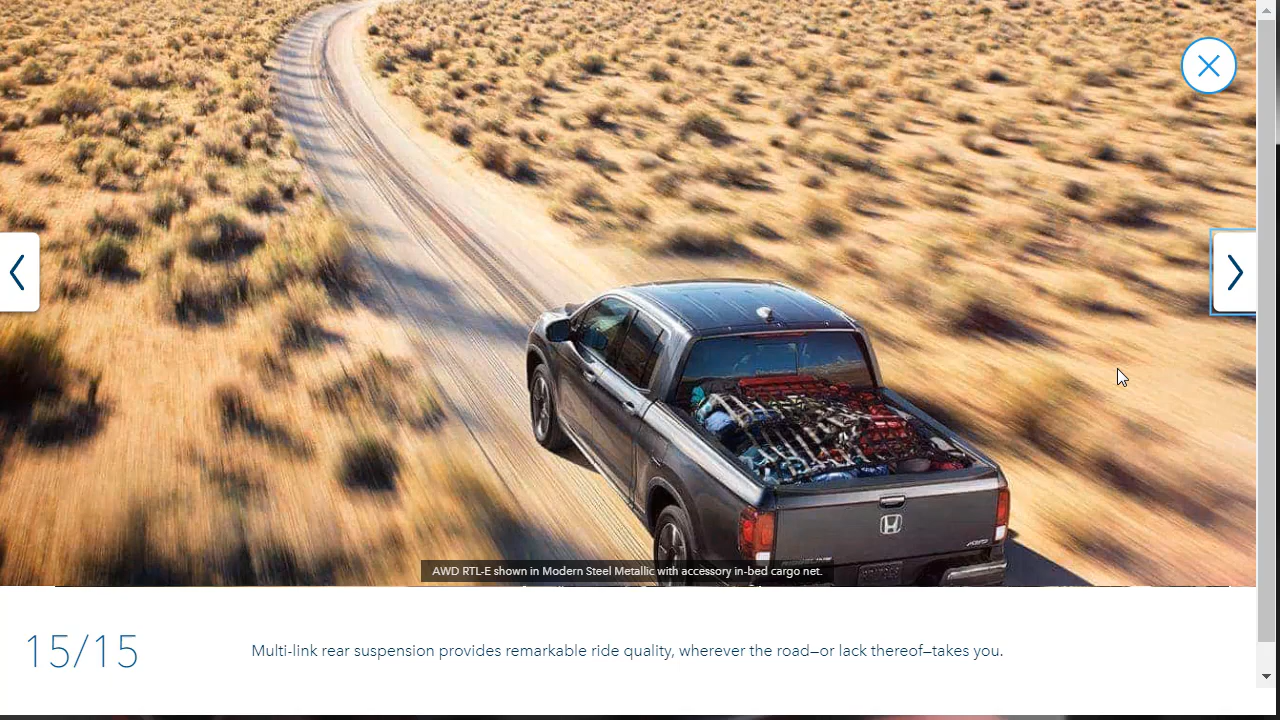 AWD
AWD RTL-E shown in Modern Steel Metallic with accessory in-bed cargo net.
15/15
Multi-link rear suspension provides remarkable ride quality, wherever the road—or lack thereof—takes you.